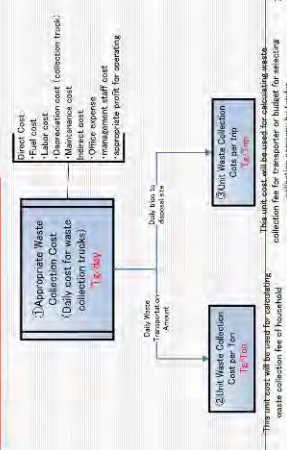 ①Appropriate Waste
Collection Cost
(Daily cost for waste
collection trucks)
Tg/day
Direct Cost
・Fuel cost
・Labor cost
・Depreciation cost (collection truck)
・Maintenance cost
Indirect cost
・Office expense
・management staff cost
・appropriate profit for operating
Daily Waste
Transportation
Amount
Daily trips to
disposal site
②Unit Waste Collection
Cost per Ton
Tg/Ton
③Unit Waste Collection
Cots per trip
Tg/Trip
This unit cost will be used for calculating
waste collection fee of household
This unit cost will be used for calculating waste
collection fee for transporter or budget for selecting